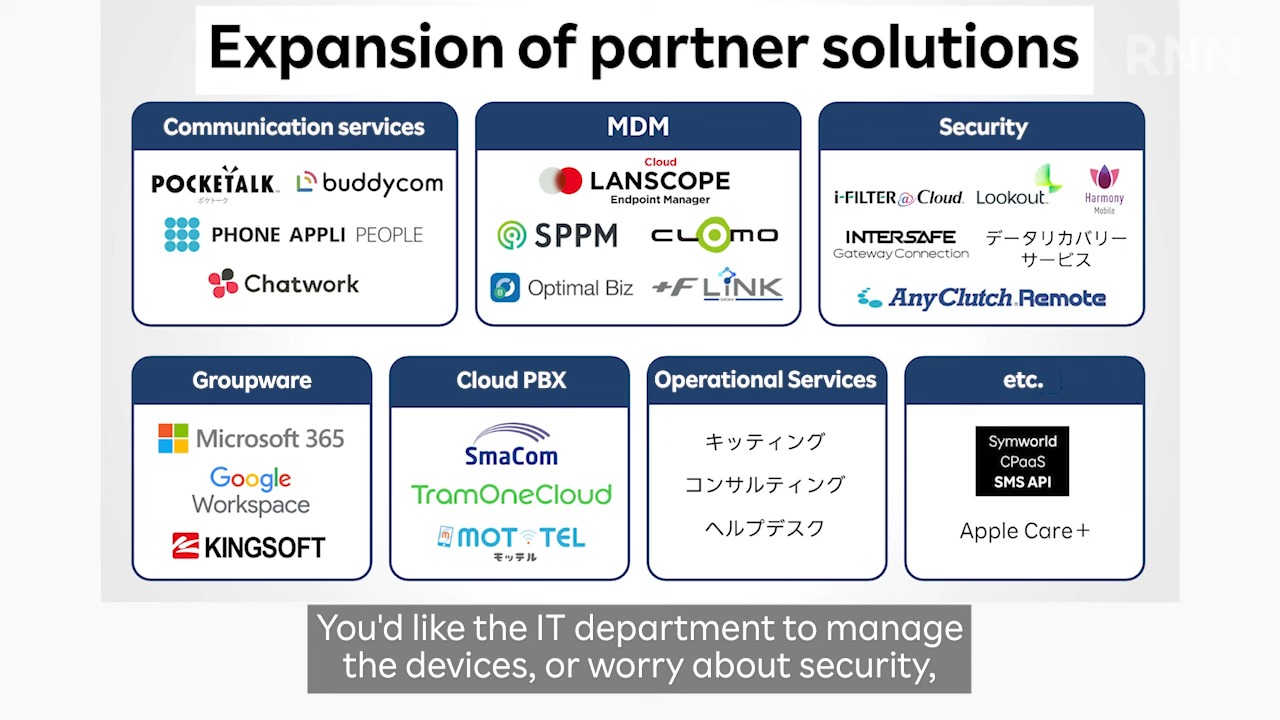 Expansion of partner solutions
RNN
Communication services
POCKETALK
ポケトーク
buddycom
PHONE APPLI PEOPLE
Chatwork
MDM
Cloud
LANSCOPE
Endpoint Manager
SPPM
CLOMO
Optimal Biz
+F LINK
MDM
Security
i-FILTER@Cloud
Lookout
Harmony
Mobile
INTERSAFE
Gateway Connection
データリカバリー
サービス
AnyClutch Remote
Groupware
Microsoft 365
Google
Workspace
KINGSOFT
Cloud PBX
SmaCom
TramOneCloud
MOT TEL
モッテル
Operational Services
キッティング
コンサルティング
ヘルプデスク
etc.
Symworld
CPaaS
SMS API
Apple Care+
You'd like the IT department to manage
the devices, or worry about security,